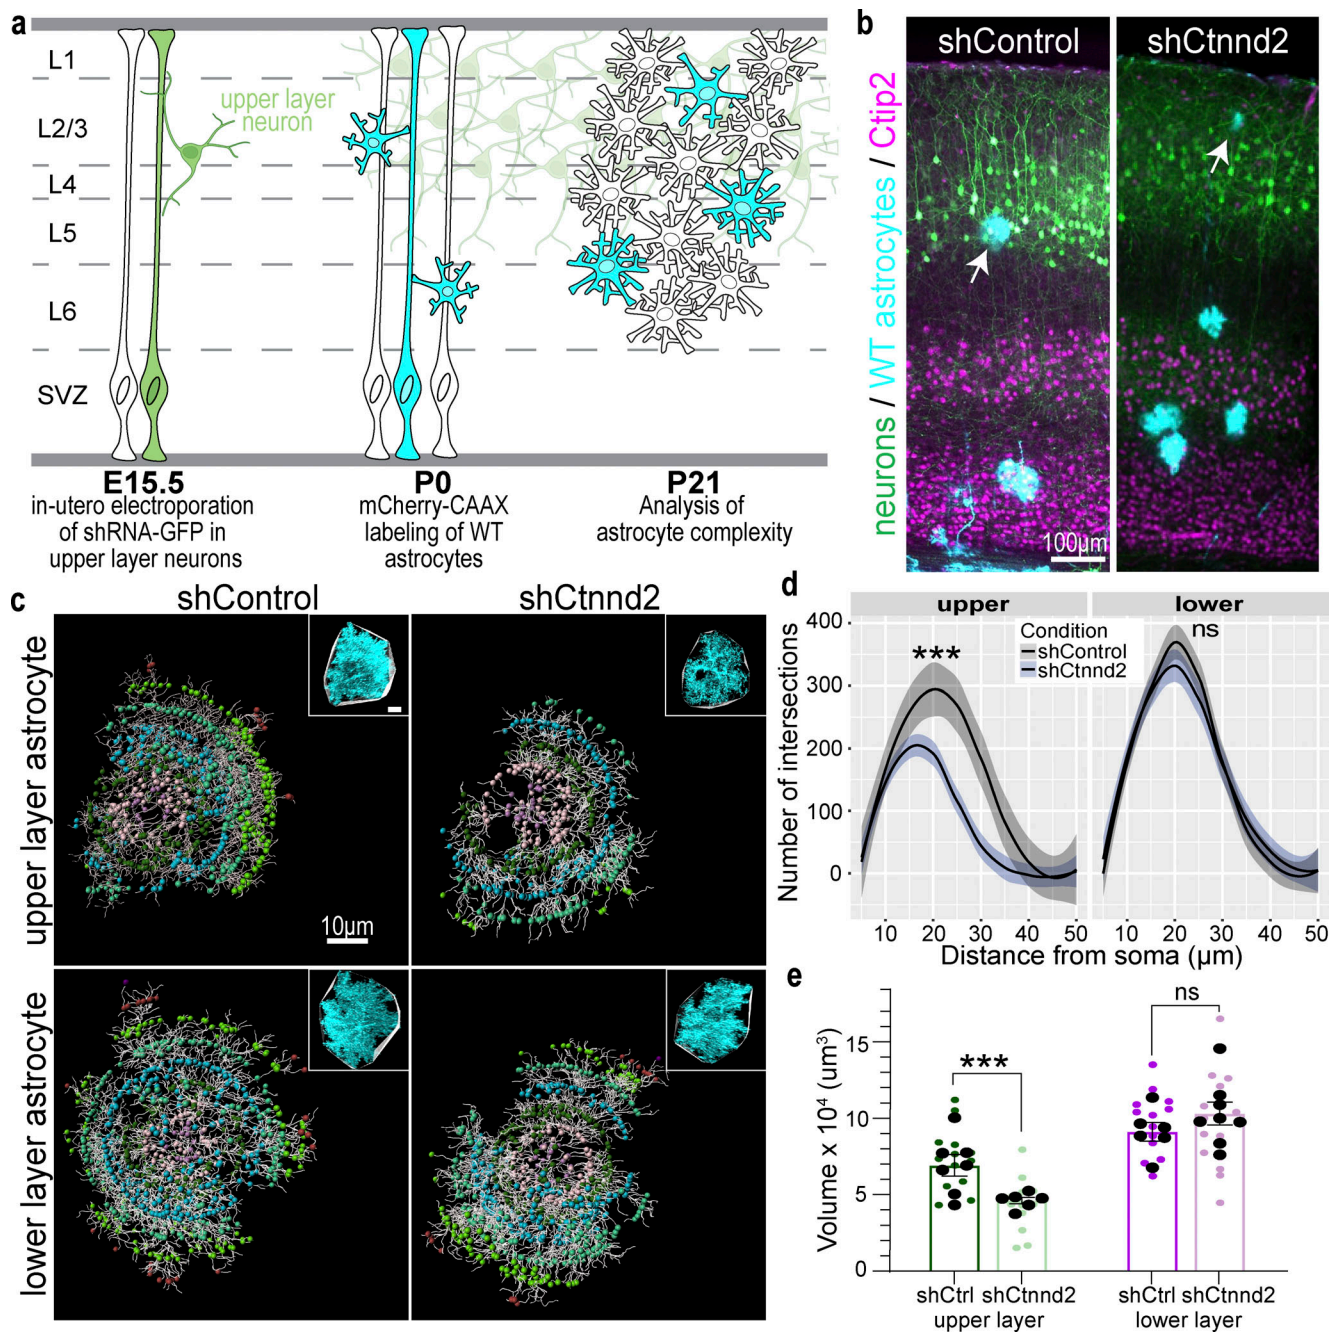 a
L1
L2/3
L4
L5
L6
SVZ
upper layer
neuron
E15.5
in-utero electroporation
of shRNA-GFP in
upper layer neurons
P0
mCherry-CAAX
labeling of WT
astrocytes
P21
Analysis of
astrocyte complexity
b
neurons / WT astrocytes / Ctip2
shControl
shCtnnd2
100µm
c
shControl
shCtnnd2
upper layer astrocyte
10µm
lower layer astrocyte
d
upper
lower
Number of intersections
400
300
200
100
0
***
ns
Condition
shControl
shCtnnd2
10 20 30 40 50
10 20 30 40 50
Distance from soma (µm)
e
Volume x 10⁴ (um³)
15
10
5
0
***
ns
shCtrl shCtnnd2
upper layer
shCtrl shCtnnd2
lower layer